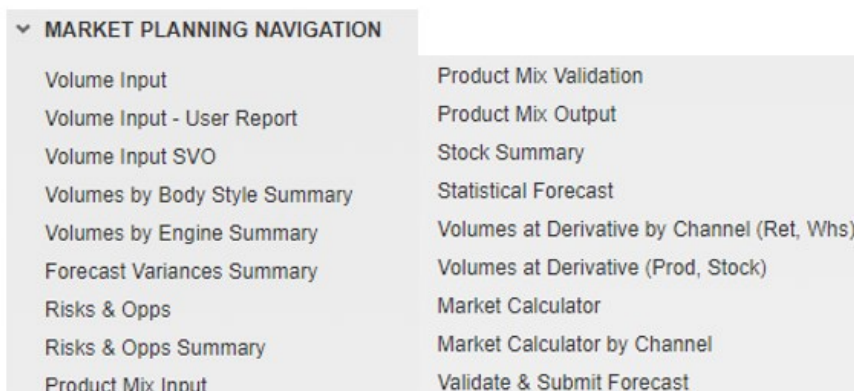 MARKET PLANNING NAVIGATION
Volume Input
Volume Input - User Report
Volume Input SVO
Volumes by Body Style Summary
Volumes by Engine Summary
Forecast Variances Summary
Risks & Opps
Risks & Opps Summary
Product Mix Input
Product Mix Validation
Product Mix Output
Stock Summary
Statistical Forecast
Volumes at Derivative by Channel (Ret, Whs)
Volumes at Derivative (Prod, Stock)
Market Calculator
Market Calculator by Channel
Validate & Submit Forecast